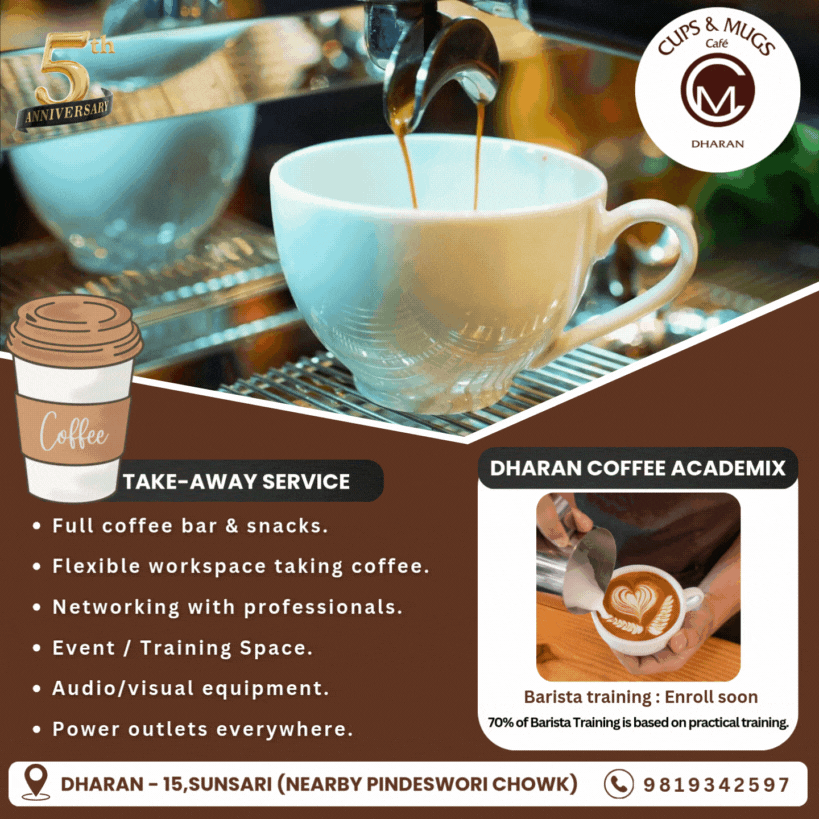 5th
ANNIVERSARY
CUPS & MUGS
Café
CM
DHARAN
Coffee
TAKE-AWAY SERVICE
• Full coffee bar & snacks.
• Flexible workspace taking coffee.
• Networking with professionals.
• Event / Training Space.
• Audio/visual equipment.
• Power outlets everywhere.
DHARAN COFFEE ACADEMIX
Barista training : Enroll soon
70% of Barista Training is based on practical training.
DHARAN - 15,SUNSARI (NEARBY PINDESWORI CHOWK)
9819342597